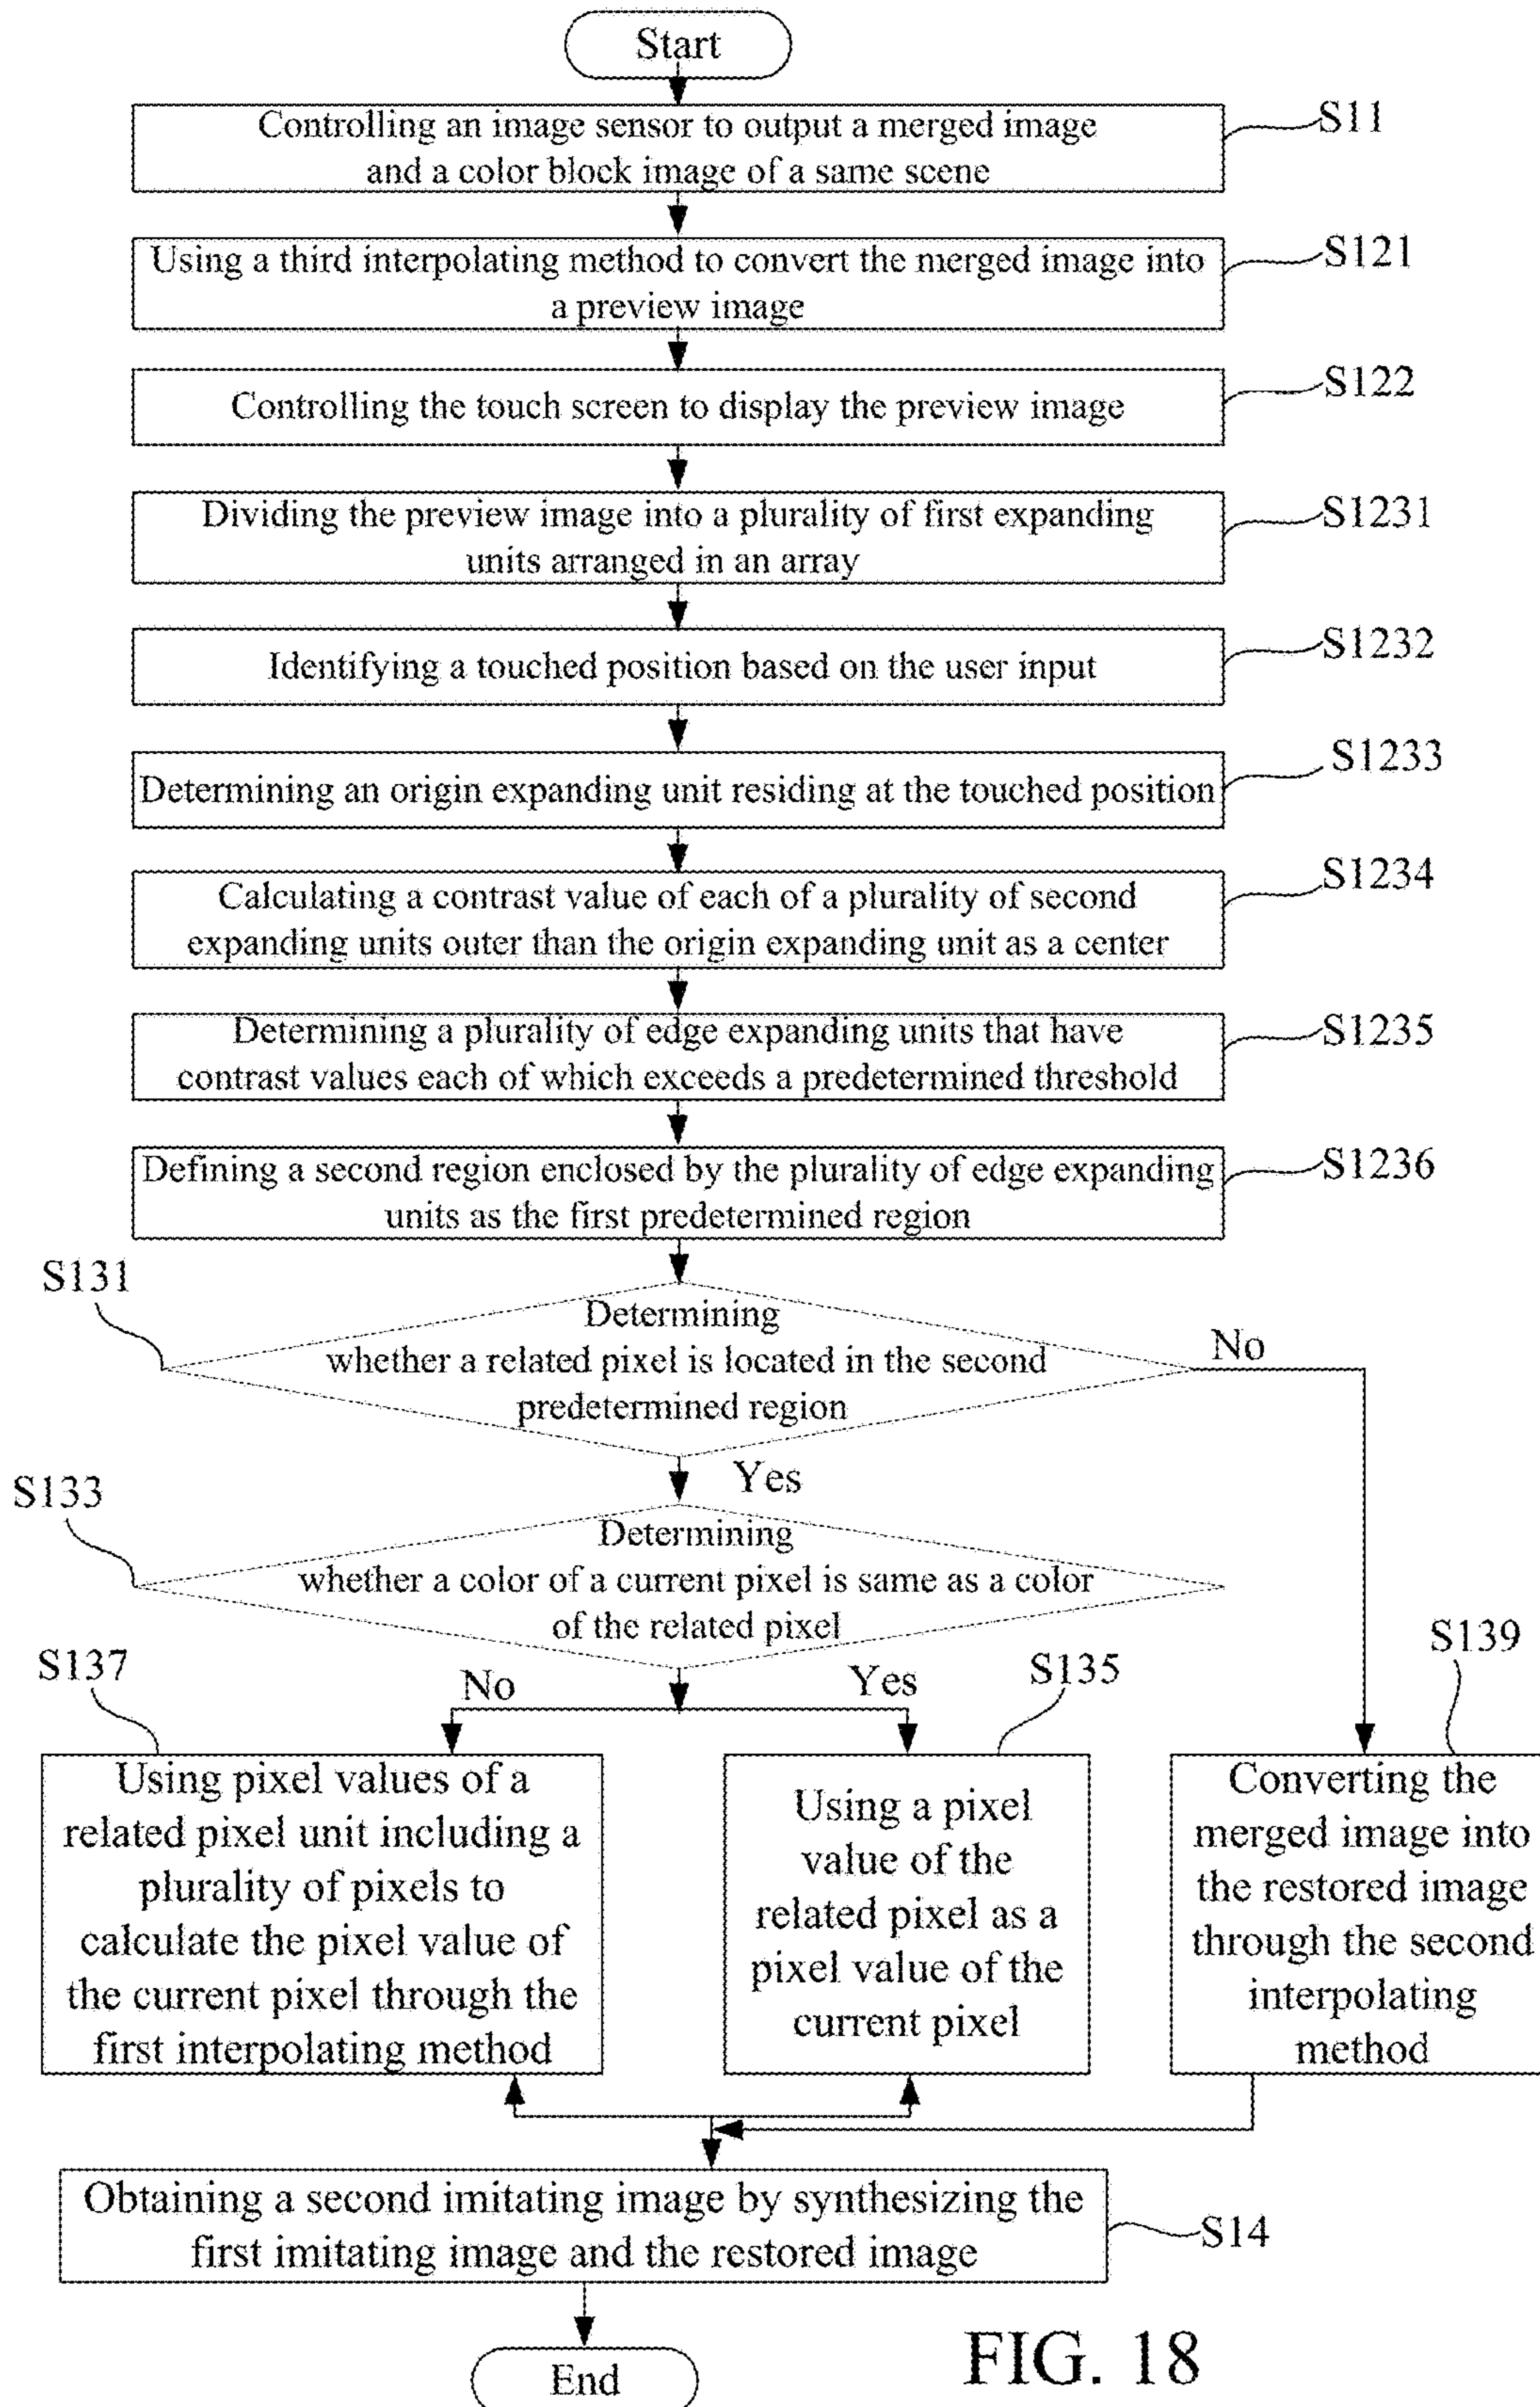 Start
Controlling an image sensor to output a merged image
and a color block image of a same scene
S11
Using a third interpolating method to convert the merged image into
a preview image
S121
Controlling the touch screen to display the preview image
S122
Dividing the preview image into a plurality of first expanding
units arranged in an array
S1231
Identifying a touched position based on the user input
S1232
Determining an origin expanding unit residing at the touched position
S1233
Calculating a contrast value of each of a plurality of second
expanding units outer than the origin expanding unit as a center
S1234
Determining a plurality of edge expanding units that have
contrast values each of which exceeds a predetermined threshold
S1235
Defining a second region enclosed by the plurality of edge expanding
units as the first predetermined region
S1236
S131
Determining
whether a related pixel is located in the second
predetermined region
No
Yes
S133
Determining
whether a color of a current pixel is same as a color
of the related pixel
No
Yes
S137
Using pixel values of a
related pixel unit including a
plurality of pixels to
calculate the pixel value of
the current pixel through the
first interpolating method
S135
Using a pixel
value of the
related pixel as a
pixel value of the
current pixel
S139
Converting the
merged image into
the restored image
through the second
interpolating
method
Obtaining a second imitating image by synthesizing the
first imitating image and the restored image
S14
End
FIG. 18